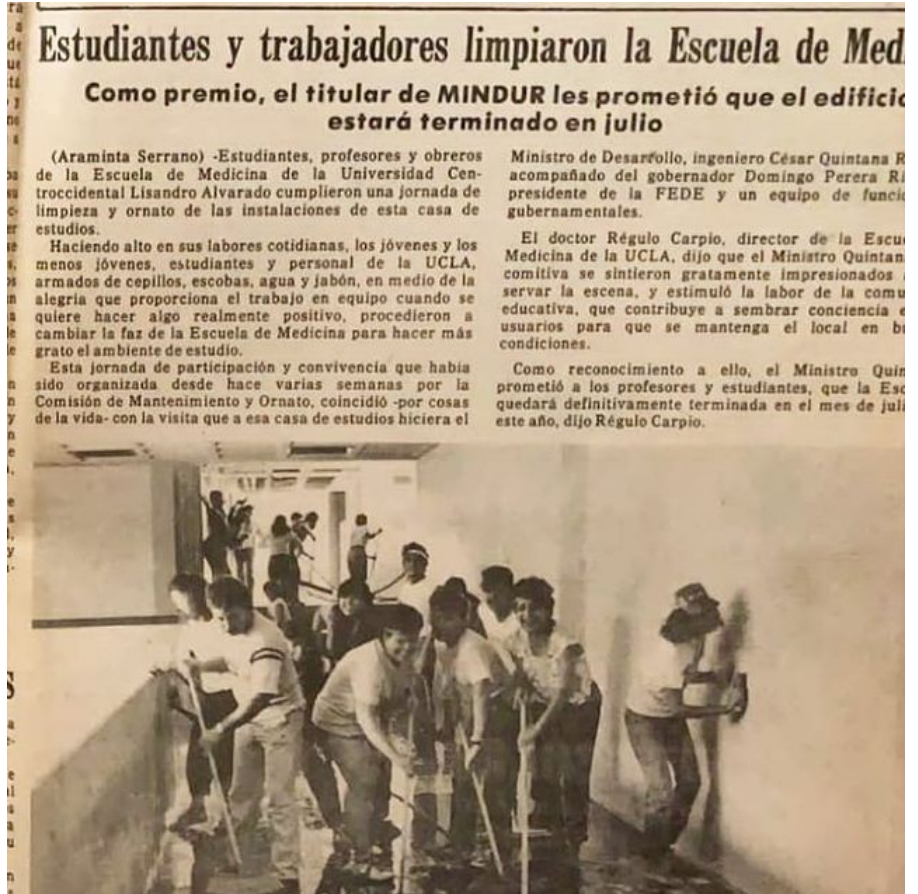 Estudiantes y trabajadores limpiaron la Escuela de Med
Como premio, el titular de MINDUR les prometió que el edificio
estará terminado en julio
(Araminta Serrano) -Estudiantes, profesores y obreros
de la Escuela de Medicina de la Universidad Cen-
troccidental Lisandro Alvarado cumplieron una jornada de
limpieza y ornato de las instalaciones de esta casa de
estudios.
Haciendo alto en sus labores cotidianas, los jóvenes y los
menos jóvenes, estudiantes y personal de la UCLA,
armados de cepillos, escobas, agua y jabón, en medio de la
alegria que proporciona el trabajo en equipo cuando se
quiere hacer algo realmente positivo, procedieron a
cambiar la faz de la Escuela de Medicina para hacer más
grato el ambiente de estudio.
Esta jornada de participación y convivencia que había
sido organizada desde hace varias semanas por la
Comisión de Mantenimiento y Ornato, coincidió -por cosas
de la vida- con la visita que a esa casa de estudios hiciera el
Ministro de Desarrollo, ingeniero César Quintana R
acompañado del gobernador Domingo Perera Ri
presidente de la FEDE y un equipo de funcio
gubernamentales.
El doctor Régulo Carpio, director de la Escue
Medicina de la UCLA, dijo que el Ministro Quintan
comitiva se sintieron gratamente impresionados
servar la escena, y estimuló la labor de la comu
educativa, que contribuye a sembrar conciencia e
usuarios para que se mantenga el local en b
condiciones.
Como reconocimiento a ello, el Ministro Quin
prometió a los profesores y estudiantes, que la Esc
quedará definitivamente terminada en el mes de juli
este año, dijo Régulo Carpio.